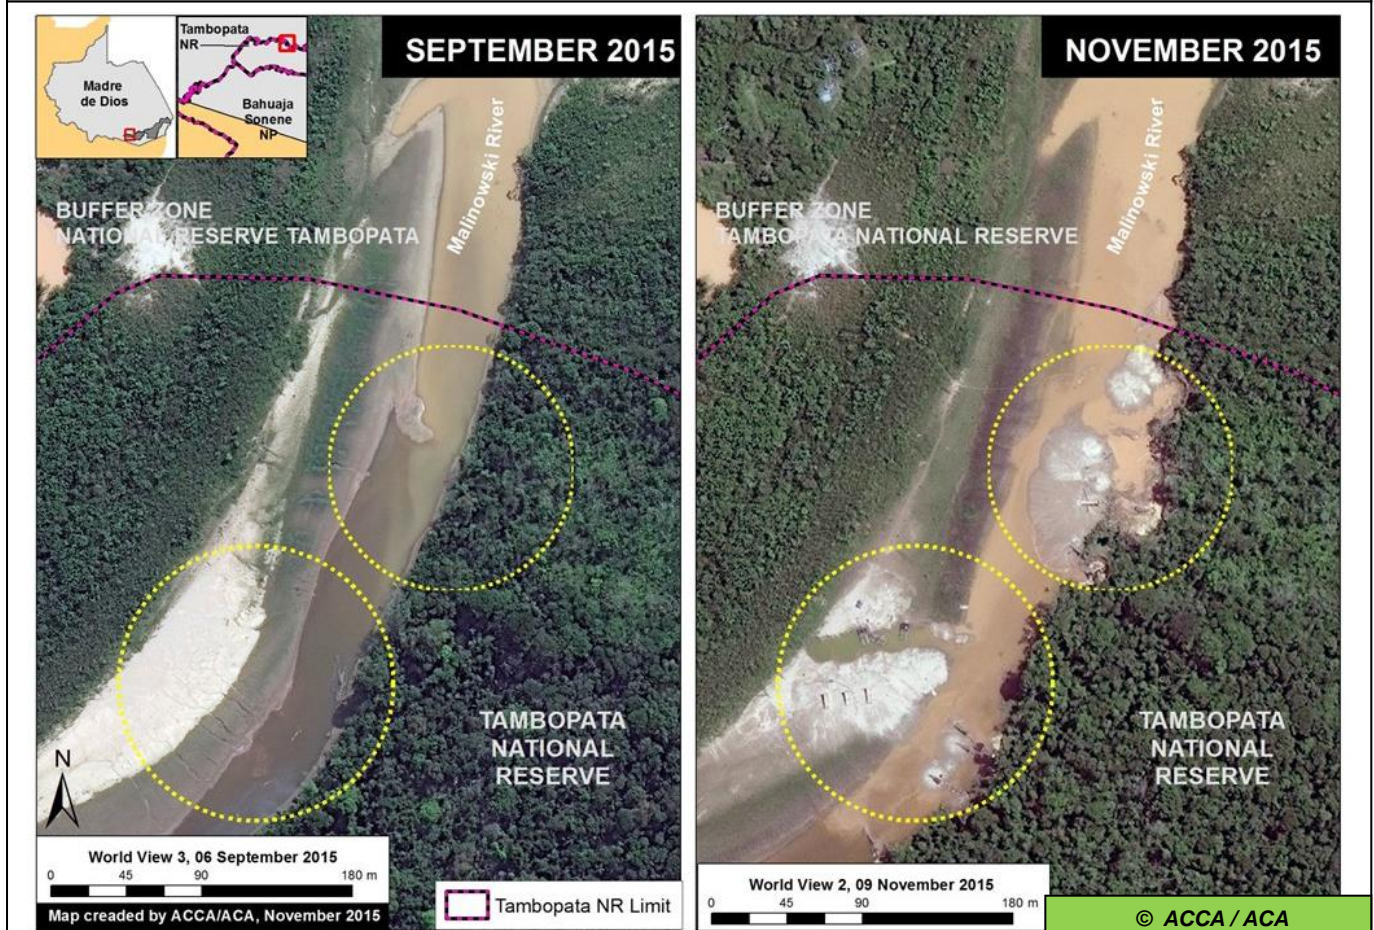 SEPTEMBER 2015
Tambopata
NR
Madre
de Dios
Bahuaja
Sonene
NP
Malinowski River
BUFFER ZONE
NATIONAL RESERVE TAMBOPATA
TAMBOPATA
NATIONAL
RESERVE
N
World View 3, 06 September 2015
0 45 90 180 m
Map creaded by ACCA/ACA, November 2015
Tambopata NR Limit
NOVEMBER 2015
Malinowski River
BUFFER ZONE
TAMBOPATA NATIONAL RESERVE
TAMBOPATA
NATIONAL
RESERVE
World View 2, 09 November 2015
0 45 90 180 m
© ACCA / ACA